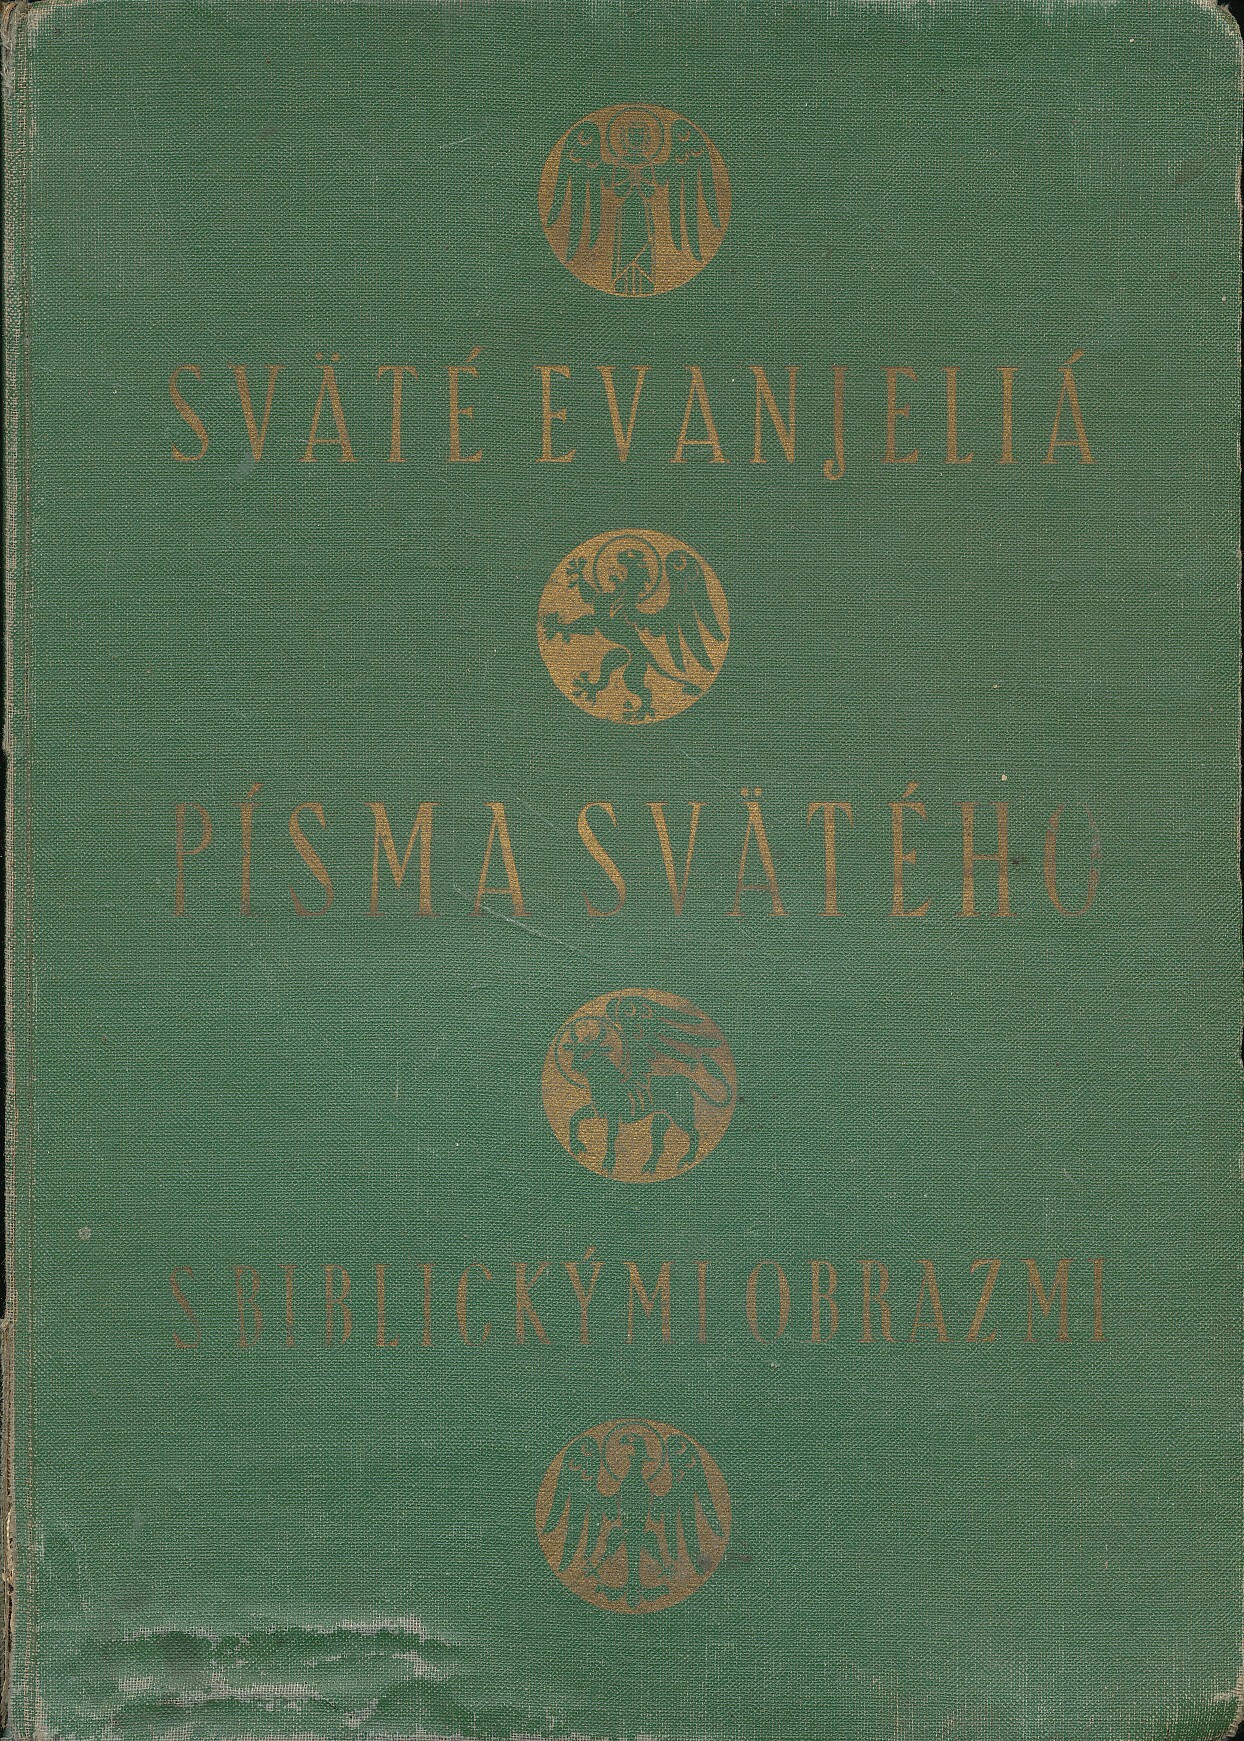 SVÄTÉ EVANJELIÁ
PÍSMA SVÄTÉHO
S BIBLICKÝMI OBRAZMI